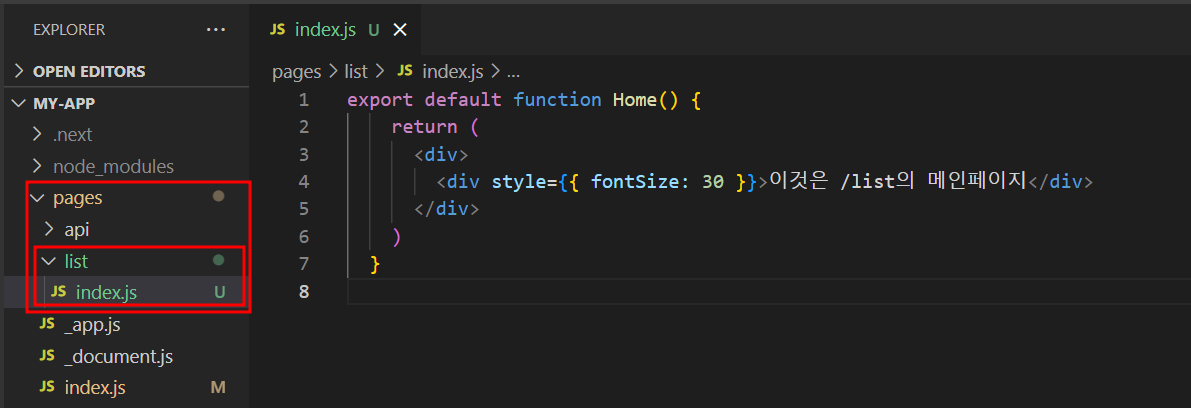 EXPLORER ...
OPEN EDITORS
MY-APP
.next
node_modules
pages
api
list
JS index.js U
JS _app.js
JS _document.js
JS index.js M
JS index.js U
pages > list > JS index.js > ...
1 export default function Home() {
2 return (
3 <div>
4 <div style={{ fontSize: 30 }}>이것은 /list의 메인페이지</div>
5 </div>
6 )
7 }
8